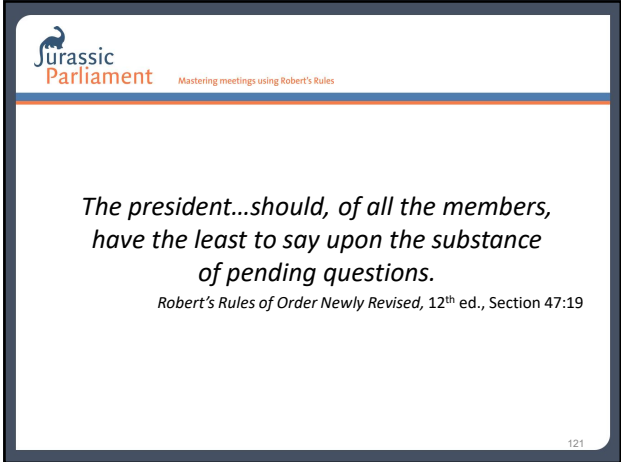 Jurassic
Parliament
Mastering meetings using Robert's Rules
The president…should, of all the members,
have the least to say upon the substance
of pending questions.
Robert's Rules of Order Newly Revised, 12th ed., Section 47:19
121